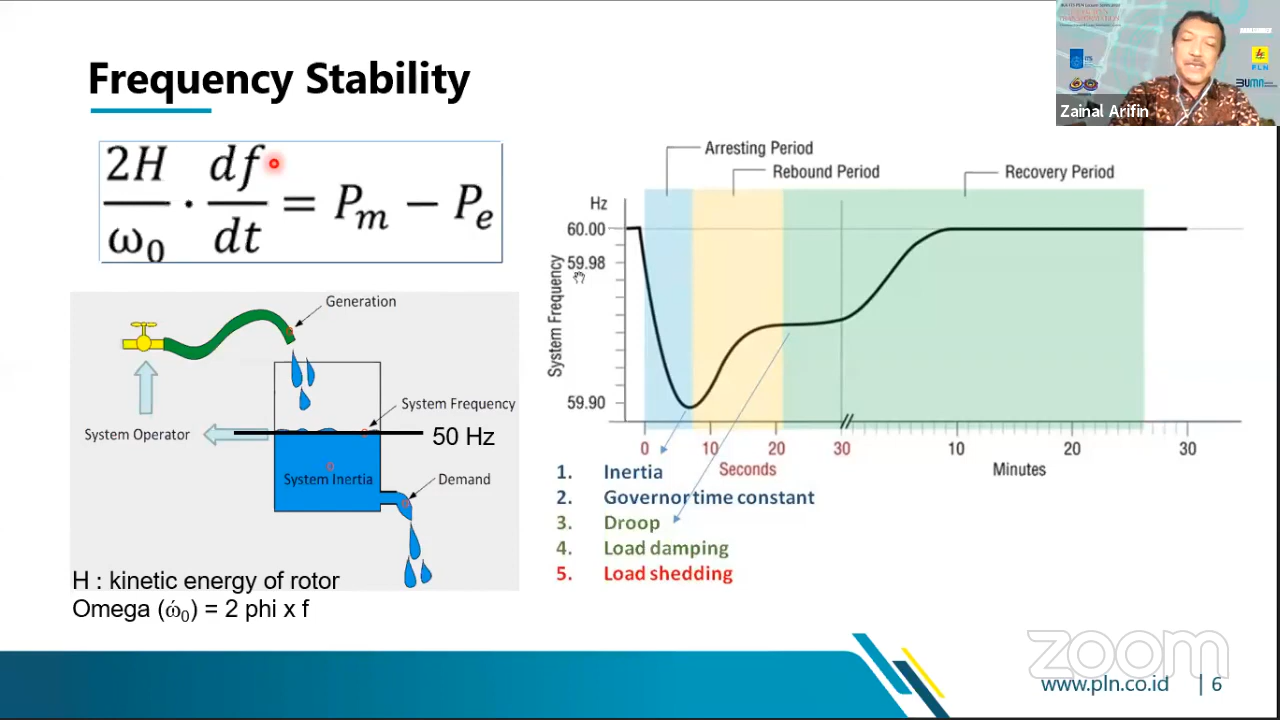 Frequency Stability
2H/ω₀ · df/dt = Pₘ − Pₑ
Generation
System Frequency
50 Hz
System Operator
System Inertia
Demand
H : kinetic energy of rotor
Omega (ώ₀) = 2 phi x f
Arresting Period
Rebound Period
Recovery Period
Hz
60.00
59.98
59.90
System Frequency
0 10 20 30 10 20 30
Seconds
Minutes
1. Inertia
2. Governor time constant
3. Droop
4. Load damping
5. Load shedding
Zainal Arifin
ITS
PLN
BUMN
zoom
www.pln.co.id | 6